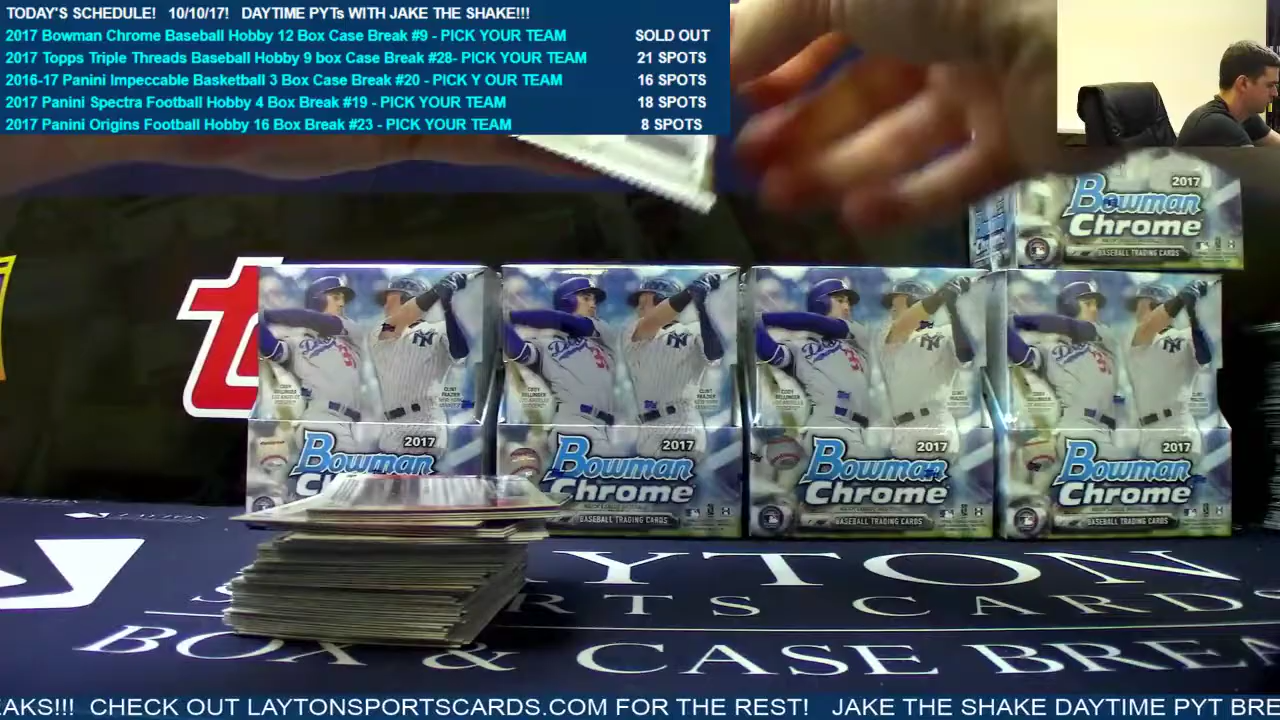 TODAY'S SCHEDULE! 10/10/17! DAYTIME PYTs WITH JAKE THE SHAKE!!!
2017 Bowman Chrome Baseball Hobby 12 Box Case Break #9 - PICK YOUR TEAM SOLD OUT
2017 Topps Triple Threads Baseball Hobby 9 box Case Break #28- PICK YOUR TEAM 21 SPOTS
2016-17 Panini Impeccable Basketball 3 Box Case Break #20 - PICK Y OUR TEAM 16 SPOTS
2017 Panini Spectra Football Hobby 4 Box Break #19 - PICK YOUR TEAM 18 SPOTS
2017 Panini Origins Football Hobby 16 Box Break #23 - PICK YOUR TEAM 8 SPOTS
2017
Bowman
Chrome
BASEBALL TRADING CARDS
t
2017
Bowman
Chrome
2017
Bowman
Chrome
BASEBALL TRADING CARDS
2017
Bowman
Chrome
BASEBALL TRADING CARDS
2017
Bowman
Chrome
BASEBALL TRADING CARDS
YTON
RTS CARDS
BOX & CASE BREA
EAKS!!! CHECK OUT LAYTONSPORTSCARDS.COM FOR THE REST! JAKE THE SHAKE DAYTIME PYT BRE